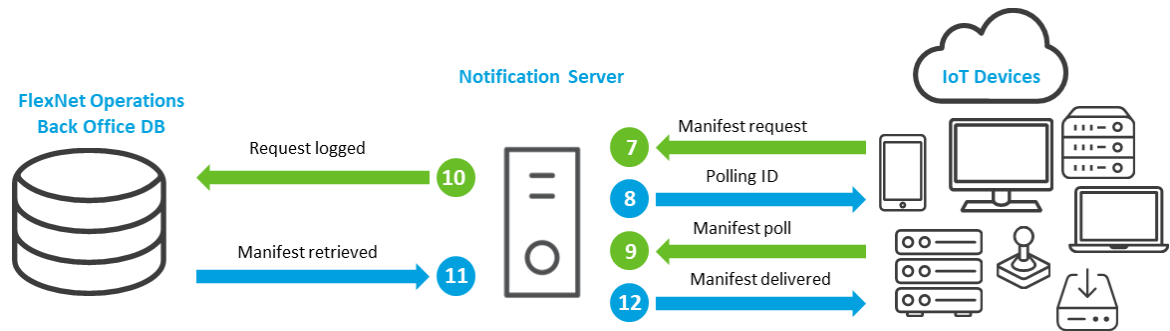 Notification Server
IoT Devices
FlexNet Operations
Back Office DB
Request logged
10
Manifest retrieved
11
Manifest request
7
Polling ID
8
Manifest poll
9
Manifest delivered
12